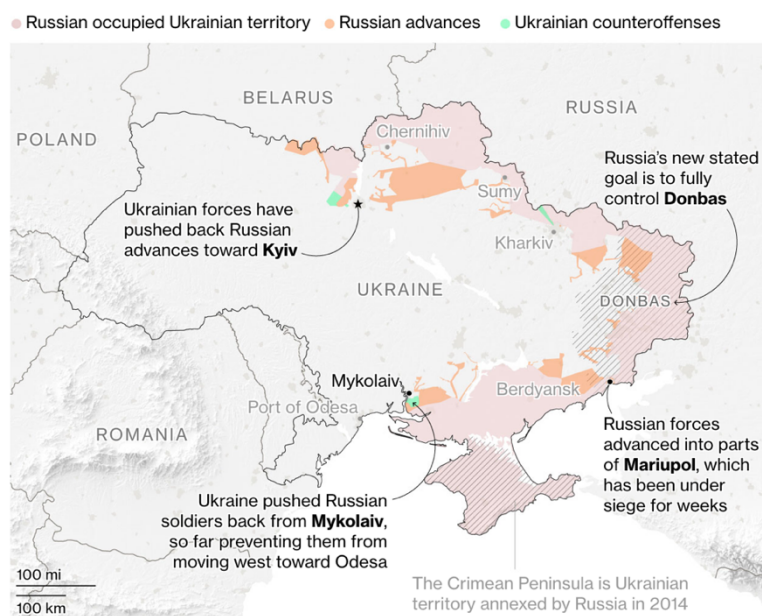 Russian occupied Ukrainian territory
Russian advances
Ukrainian counteroffenses
BELARUS
RUSSIA
POLAND
Chernihiv
Sumy
Russia's new stated
goal is to fully
control Donbas
Ukrainian forces have
pushed back Russian
advances toward Kyiv
Kharkiv
UKRAINE
DONBAS
Mykolaiv
Berdyansk
Port of Odesa
ROMANIA
Russian forces
advanced into parts
of Mariupol, which
has been under
siege for weeks
Ukraine pushed Russian
soldiers back from Mykolaiv,
so far preventing them from
moving west toward Odesa
100 mi
100 km
The Crimean Peninsula is Ukrainian
territory annexed by Russia in 2014